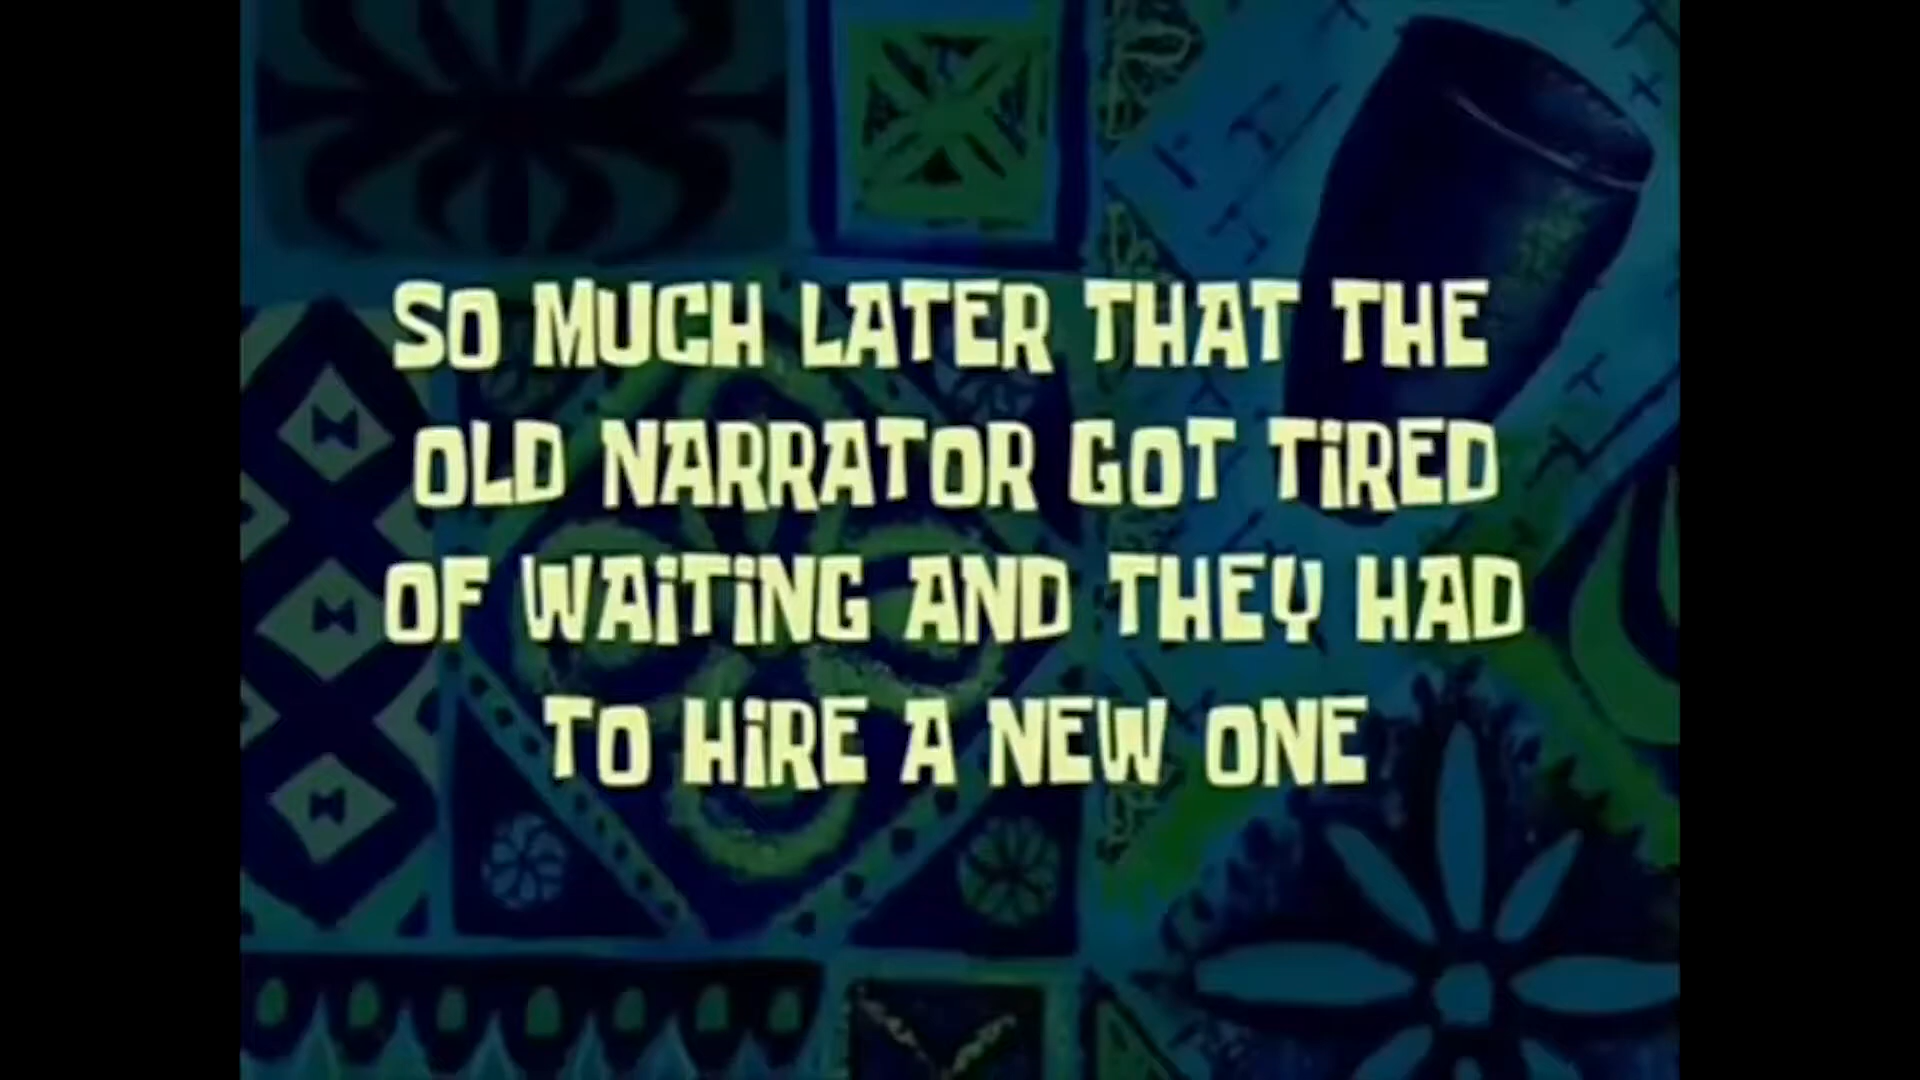 SO MUCH LATER THAT THE
OLD NARRATOR GOT TiRED
OF WAiTiNG AND THEY HAD
TO HiRE A NEW ONE